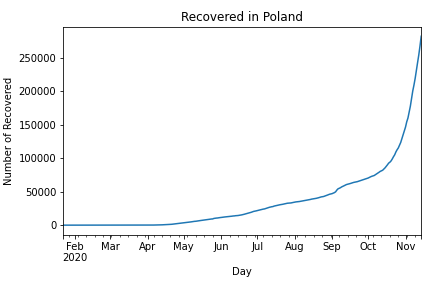 Recovered in Poland
Number of Recovered
250000
200000
150000
100000
50000
0
Feb Mar Apr May Jun Jul Aug Sep Oct Nov
2020
Day